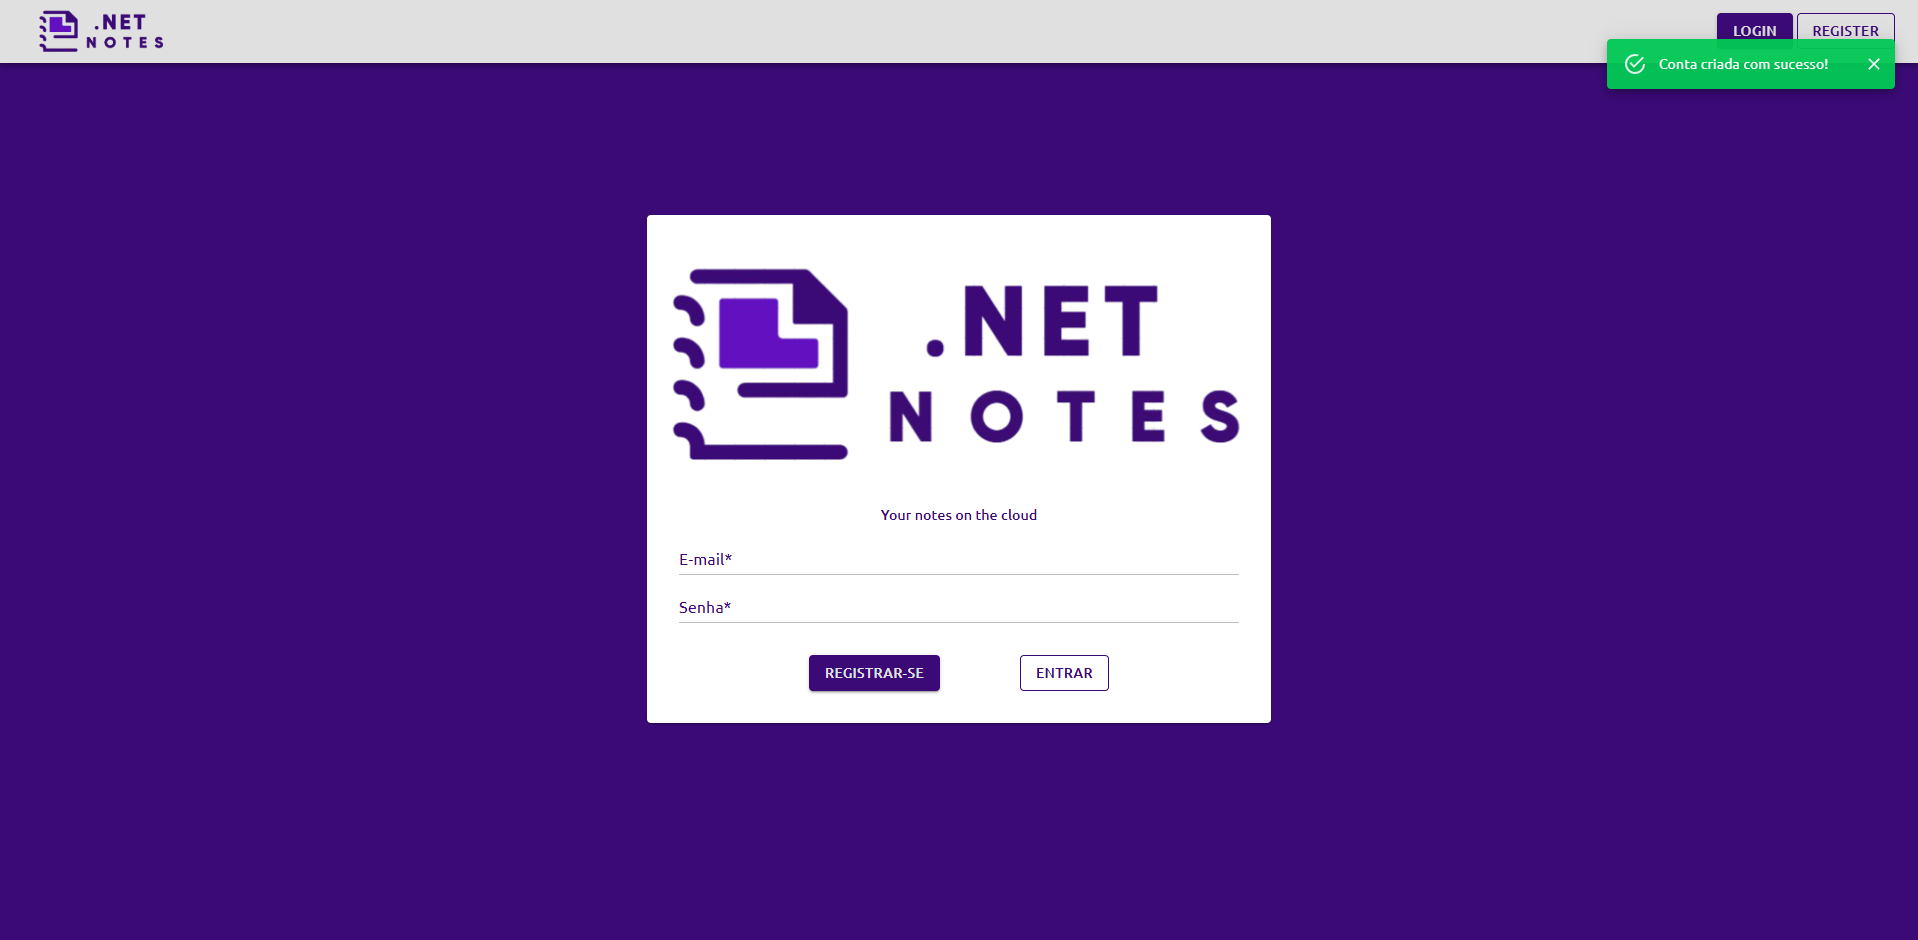 .NET
NOTES
LOGIN
REGISTER
Conta criada com sucesso!
.NET
NOTES
Your notes on the cloud
E-mail*
Senha*
REGISTRAR-SE
ENTRAR